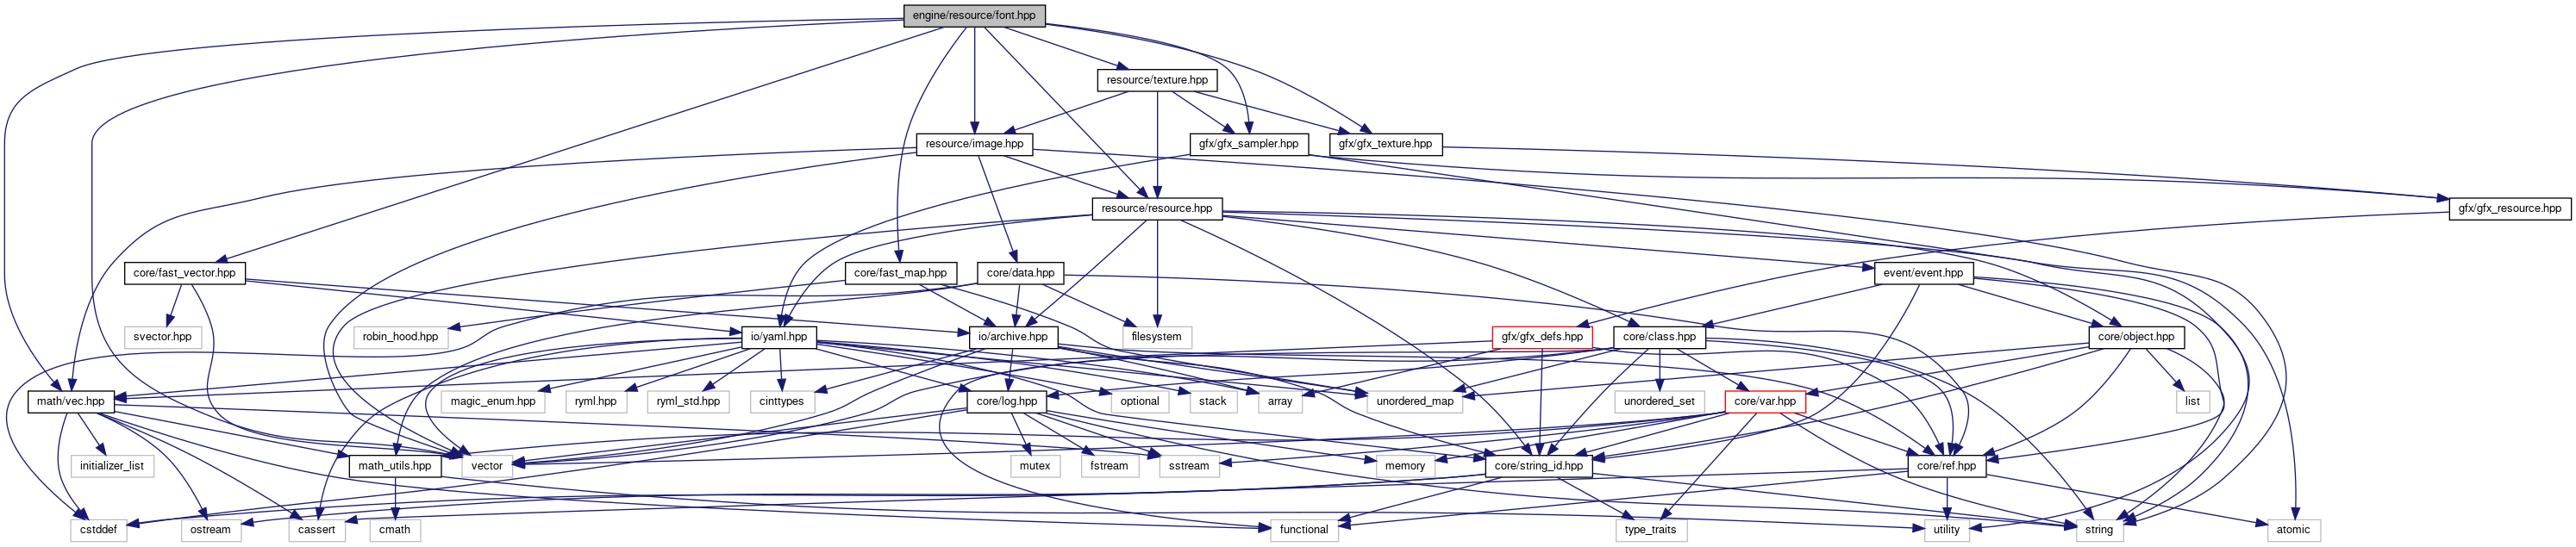 engine/resource/font.hpp
resource/texture.hpp
resource/image.hpp
gfx/gfx_sampler.hpp
gfx/gfx_texture.hpp
resource/resource.hpp
gfx/gfx_resource.hpp
core/fast_vector.hpp
core/fast_map.hpp
core/data.hpp
event/event.hpp
svector.hpp
robin_hood.hpp
io/yaml.hpp
io/archive.hpp
filesystem
gfx/gfx_defs.hpp
core/class.hpp
core/object.hpp
math/vec.hpp
magic_enum.hpp
ryml.hpp
ryml_std.hpp
cinttypes
core/log.hpp
optional
stack
array
unordered_map
unordered_set
core/var.hpp
list
initializer_list
math_utils.hpp
vector
mutex
fstream
sstream
memory
core/string_id.hpp
core/ref.hpp
cstddef
ostream
cassert
cmath
functional
type_traits
utility
string
atomic